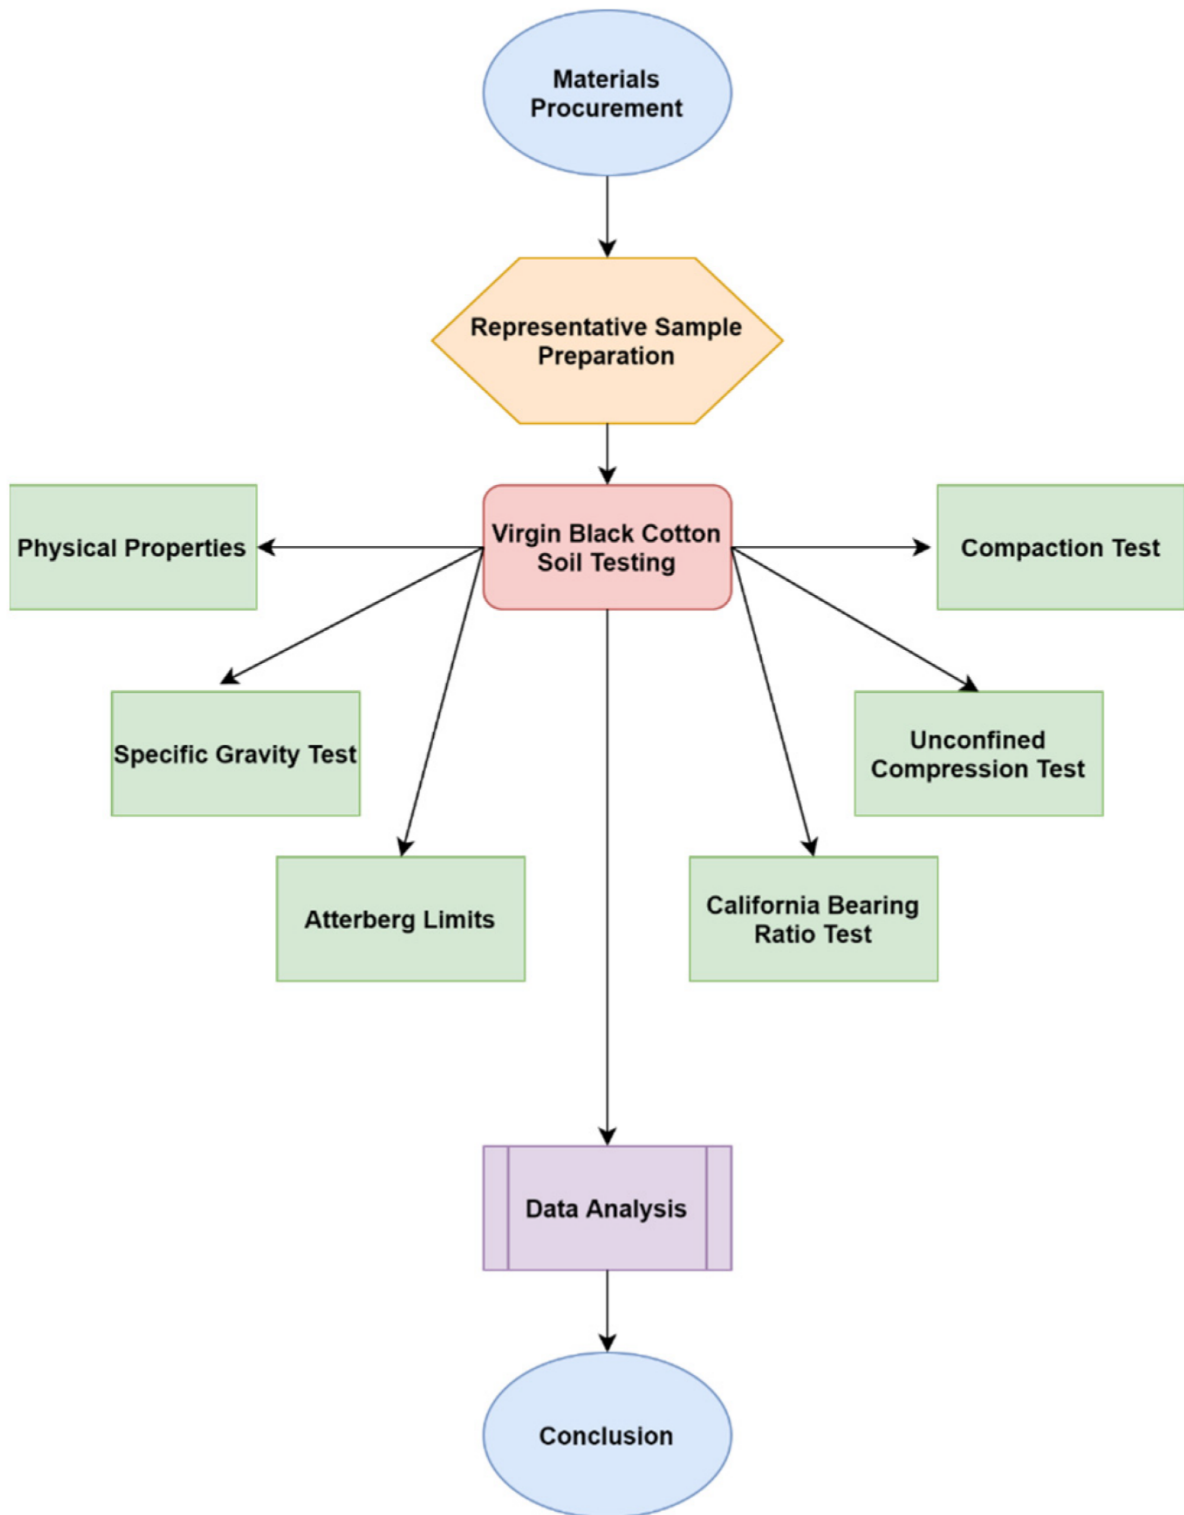 Materials
Procurement
Representative Sample
Preparation
Virgin Black Cotton
Soil Testing
Physical Properties
Compaction Test
Specific Gravity Test
Unconfined
Compression Test
Atterberg Limits
California Bearing
Ratio Test
Data Analysis
Conclusion